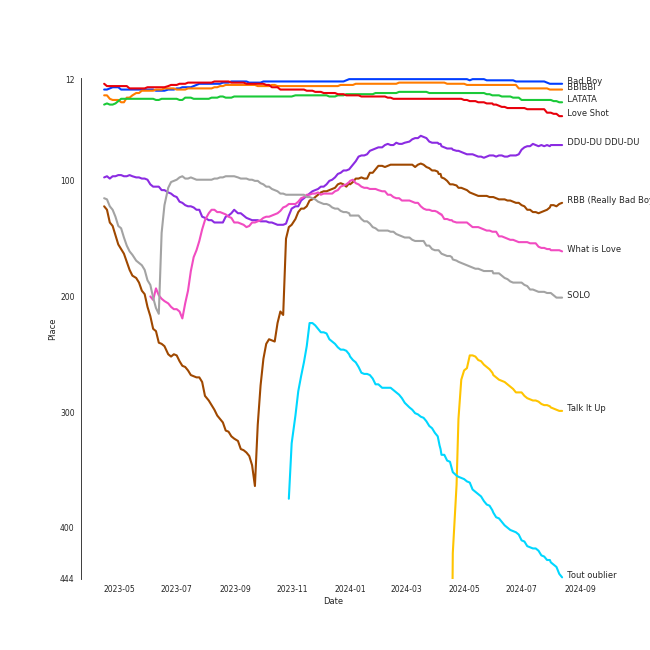 12
100
200
300
400
444
Place
2023-05
2023-07
2023-09
2023-11
2024-01
2024-03
2024-05
2024-07
2024-09
Date
Bad Boy
BBIBBI
LATATA
Love Shot
DDU-DU DDU-DU
RBB (Really Bad Boy
What is Love
SOLO
Talk It Up
Tout oublier